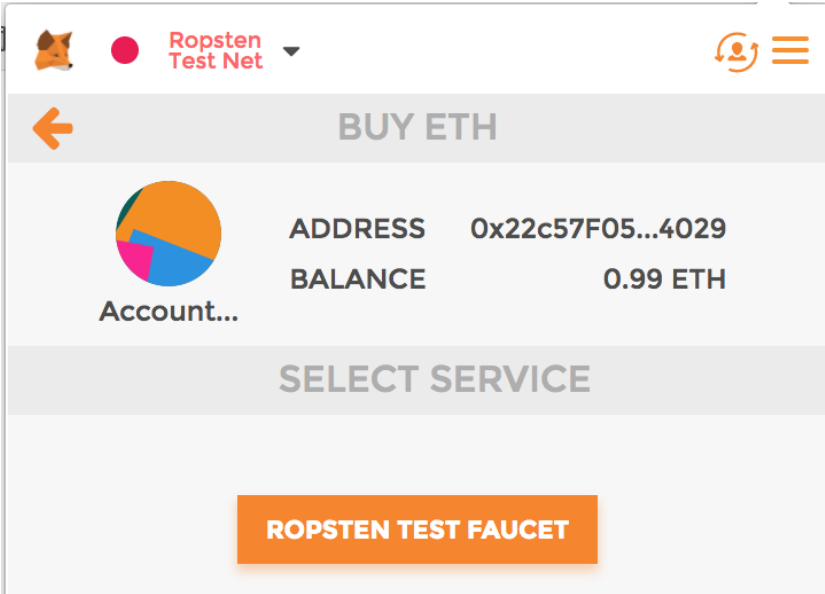 Ropsten
Test Net
BUY ETH
ADDRESS 0x22c57F05...4029
BALANCE 0.99 ETH
Account...
SELECT SERVICE
ROPSTEN TEST FAUCET